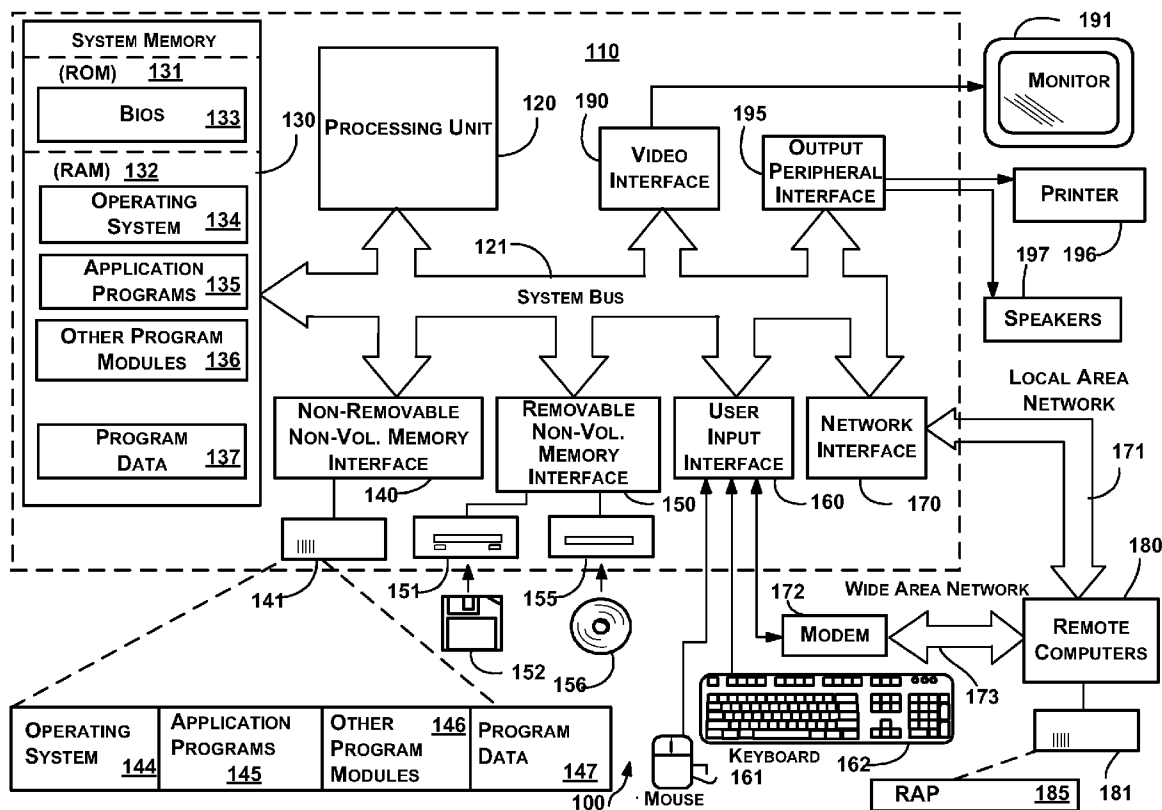 SYSTEM MEMORY
(ROM) 131
BIOS 133
(RAM) 132
OPERATING
SYSTEM 134
APPLICATION
PROGRAMS 135
OTHER PROGRAM
MODULES 136
PROGRAM
DATA 137
130
PROCESSING UNIT
120
110
190
VIDEO
INTERFACE
195
OUTPUT
PERIPHERAL
INTERFACE
191
MONITOR
PRINTER
196
197
SPEAKERS
121
SYSTEM BUS
NON-REMOVABLE
NON-VOL. MEMORY
INTERFACE
140
REMOVABLE
NON-VOL.
MEMORY
INTERFACE
150
USER
INPUT
INTERFACE
160
NETWORK
INTERFACE
170
LOCAL AREA
NETWORK
171
141
151
152
155
156
172
MODEM
WIDE AREA NETWORK
173
180
REMOTE
COMPUTERS
181
RAP 185
KEYBOARD
162
161
MOUSE
100
OPERATING
SYSTEM 144
APPLICATION
PROGRAMS
145
OTHER 146
PROGRAM
MODULES
PROGRAM
DATA
147